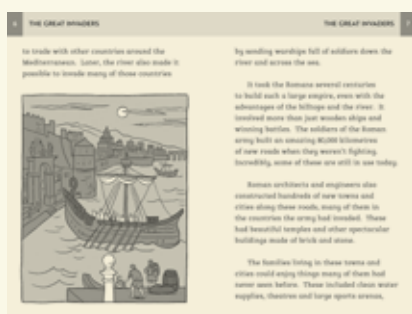 6 THE GREAT INVADERS
to trade with other countries around the
Mediterranean. Later, the river also made it
possible to invade many of those countries
THE GREAT INVADERS 7
by sending warships full of soldiers down the
river and across the sea.
It took the Romans several centuries
to build such a large empire, even with the
advantages of the hilltops and the river. It
involved more than just wooden ships and
winning battles. The soldiers of the Roman
army built an amazing 80,000 kilometres
of new roads when they weren't fighting.
Incredibly, some of these are still in use today.
Roman architects and engineers also
constructed hundreds of new towns and
cities along these roads, many of them in
the countries the army had invaded. These
had beautiful temples and other spectacular
buildings made of brick and stone.
The families living in these towns and
cities could enjoy things many of them had
never seen before. These included clean water
supplies, theatres and large sports arenas,